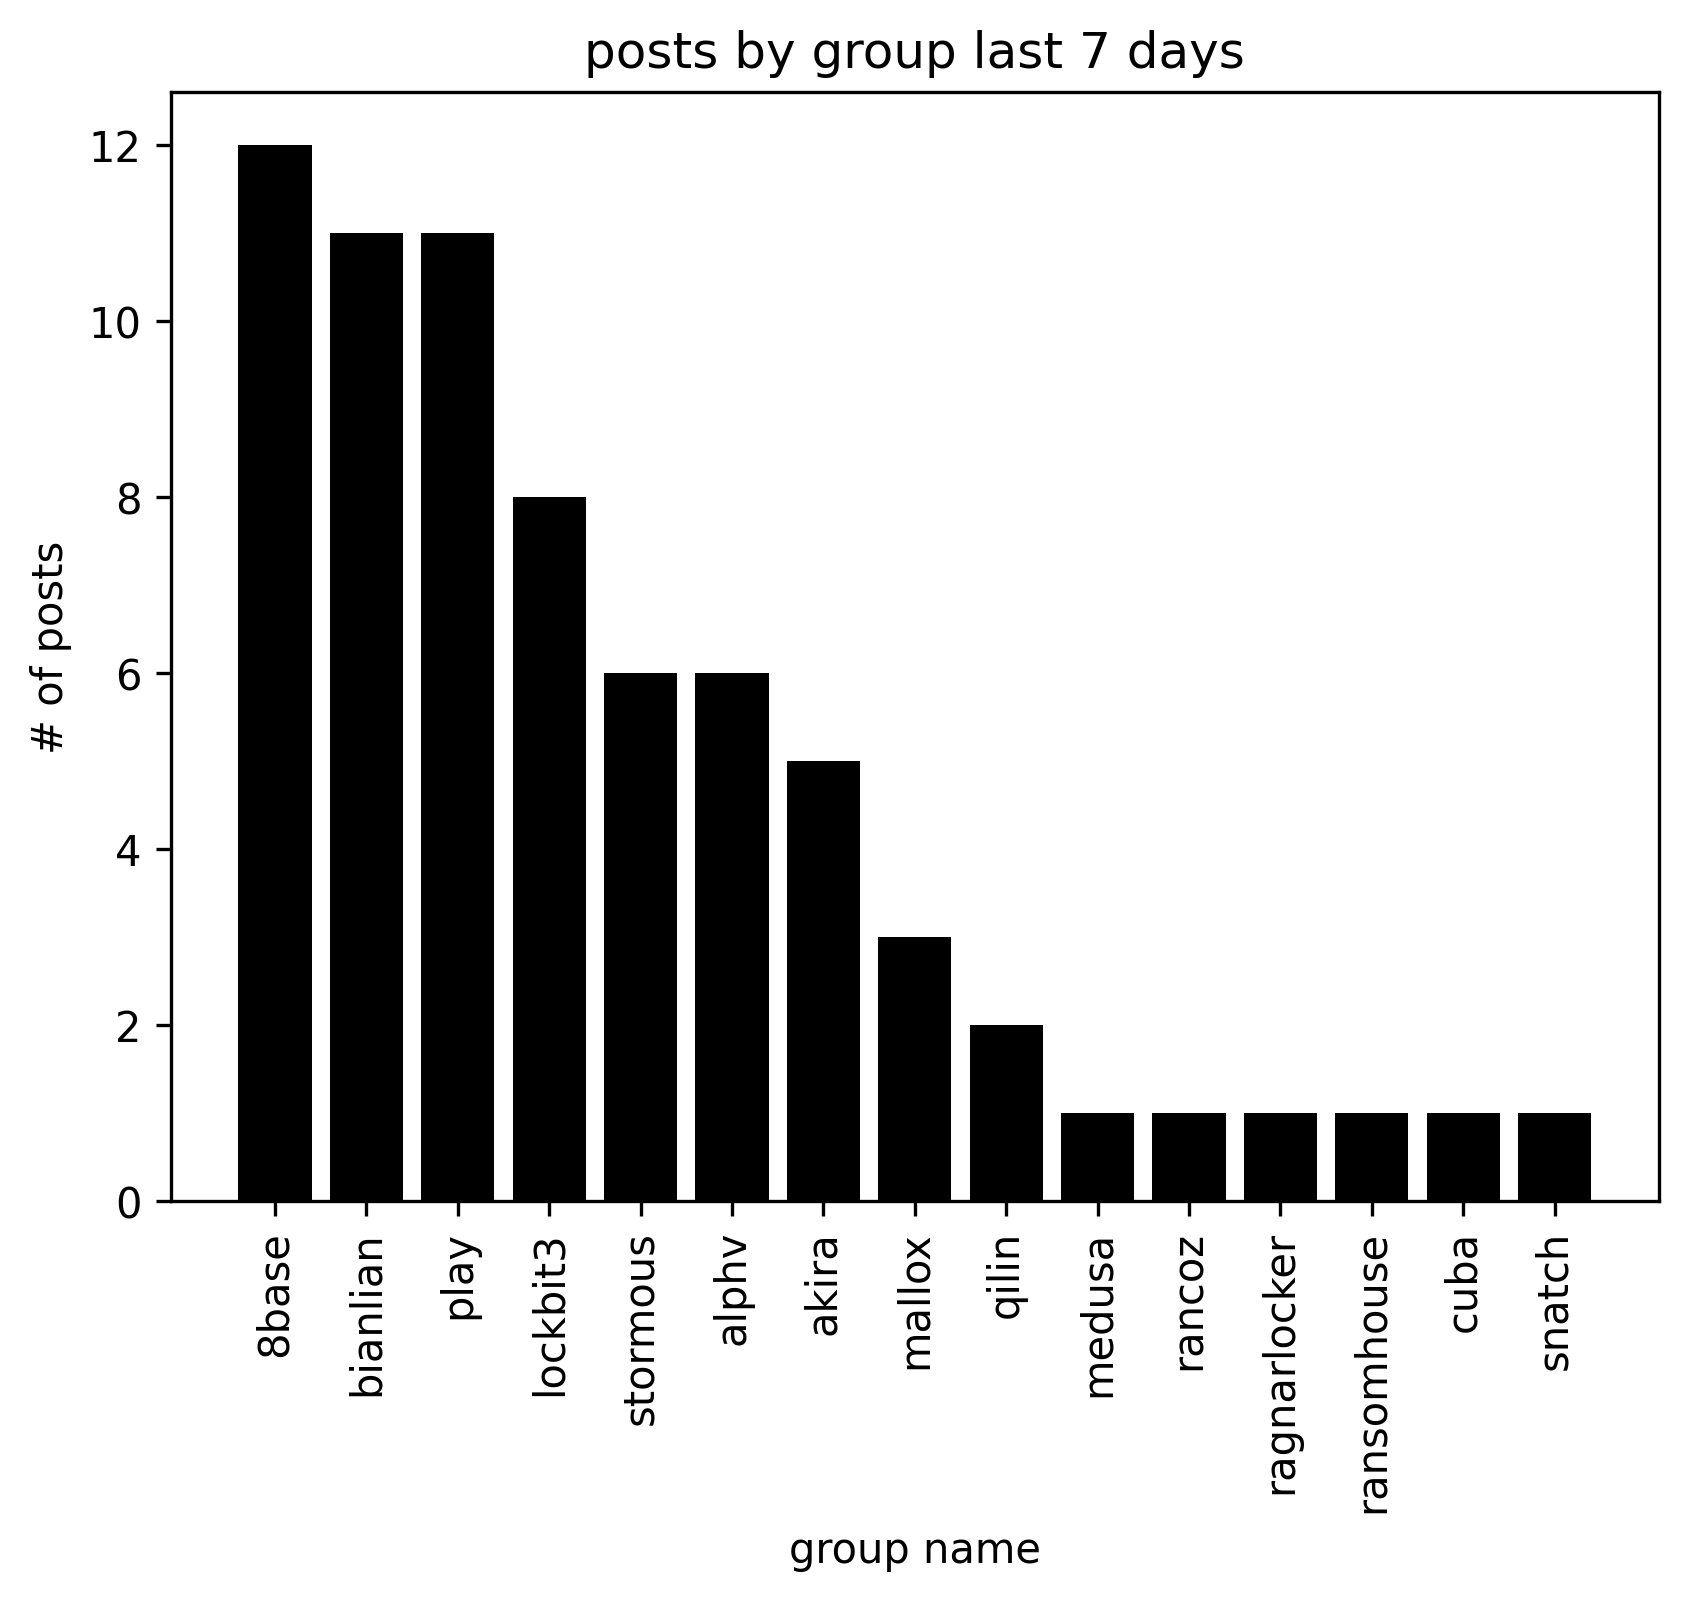 posts by group last 7 days
# of posts
12
10
8
6
4
2
0
8base
bianlian
play
lockbit3
stormous
alphv
akira
mallox
qilin
medusa
rancoz
ragnarlocker
ransomhouse
cuba
snatch
group name